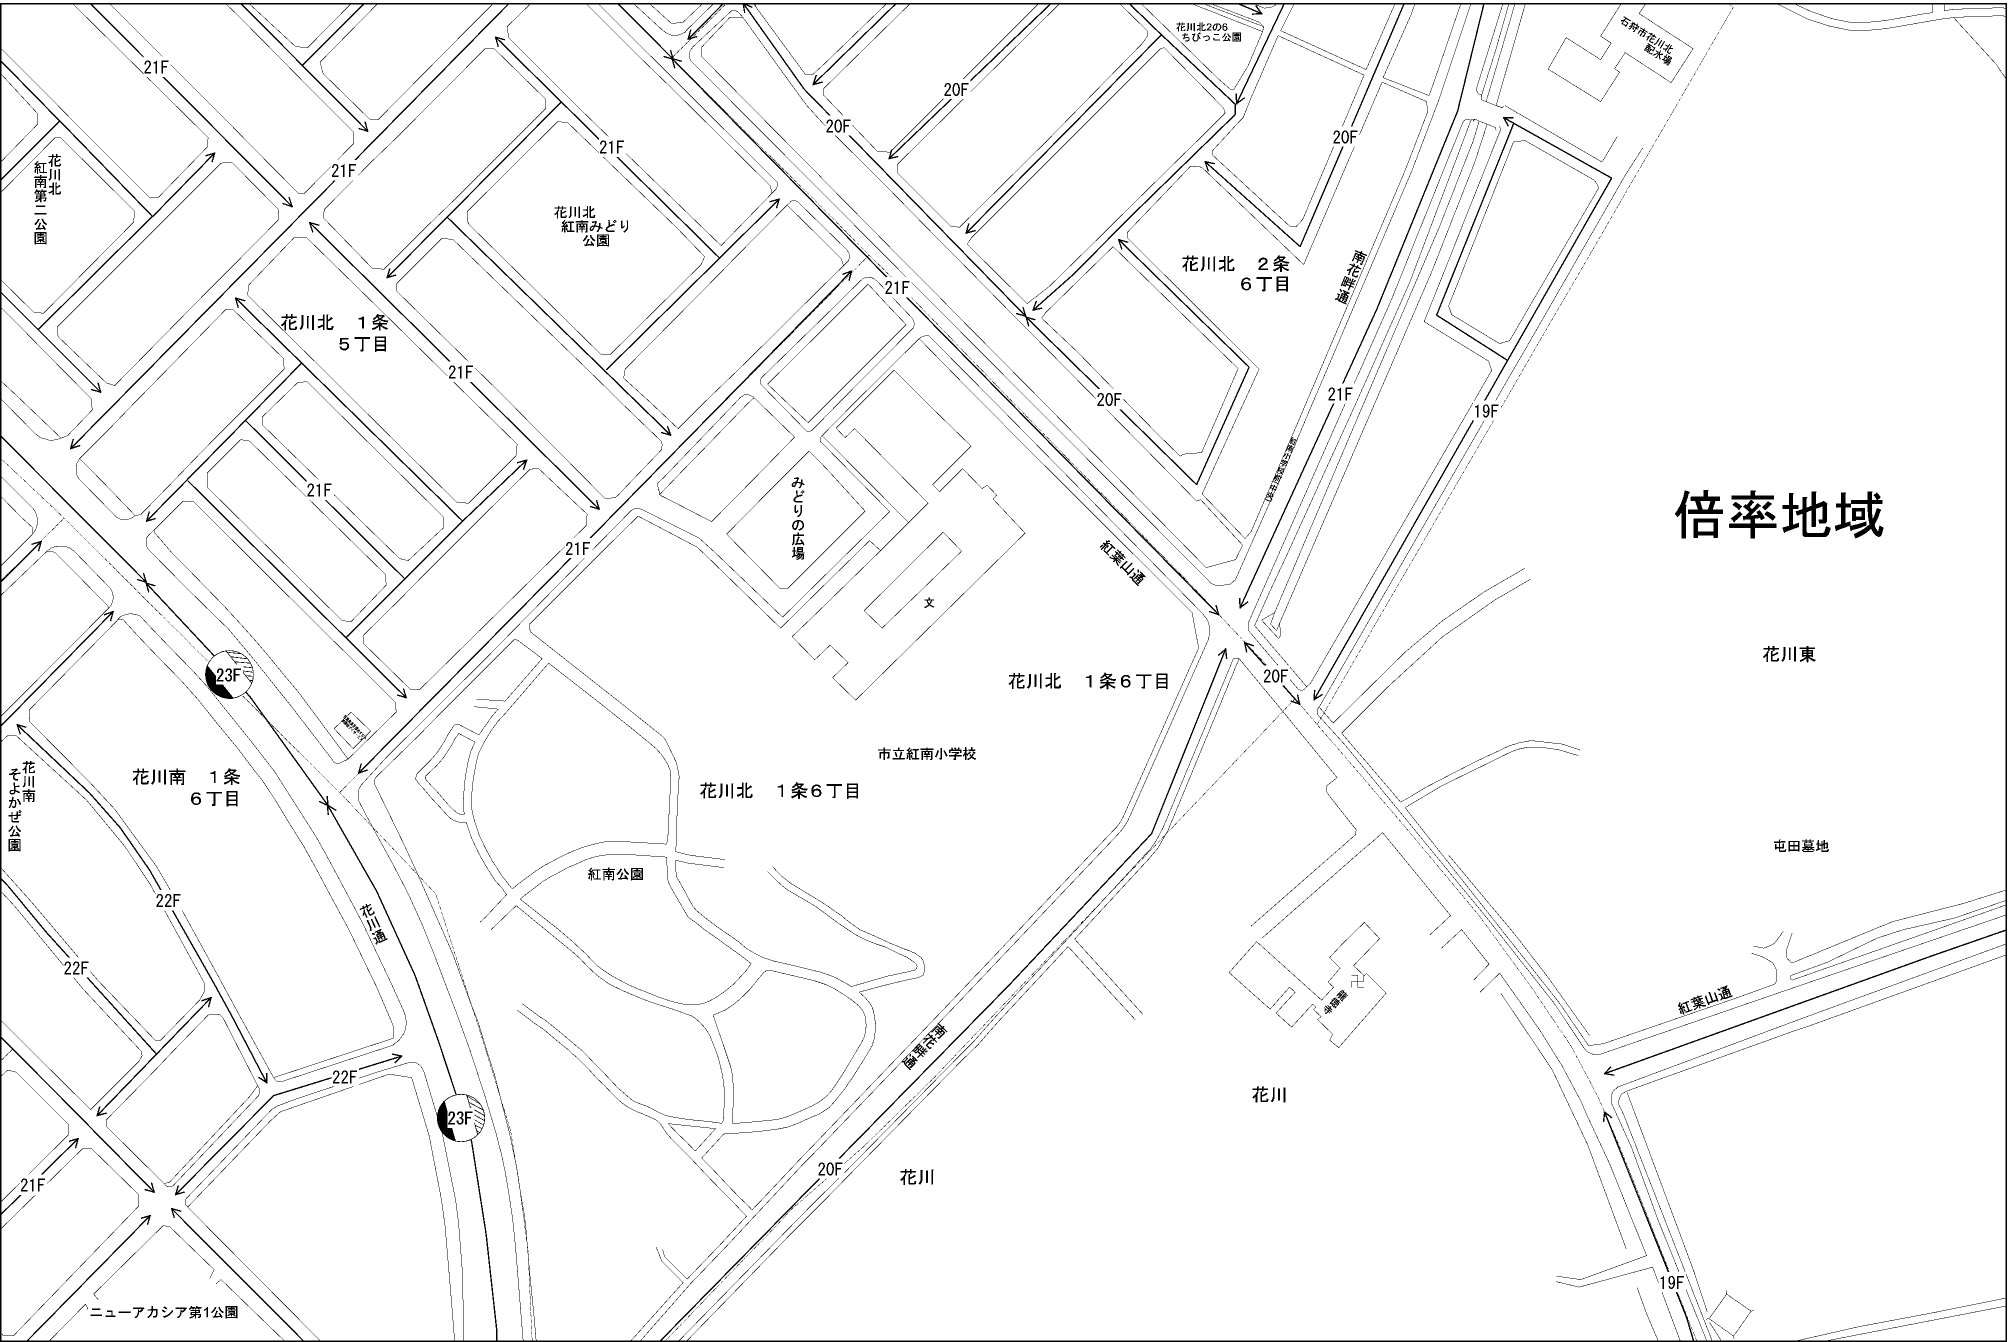 花川北2の6
ちびっこ公園
石狩市花川北
配水場
21F
20F
20F
20F
21F
21F
花川北
紅南第二公園
花川北
紅南みどり
公園
花川北　２条
６丁目
南花畔通
21F
花川北　１条
５丁目
21F
20F
21F
19F
21F
みどりの広場
倍率地域
21F
紅葉山通
文
花川東
23F
20F
花川北　１条６丁目
花川南　１条
６丁目
市立紅南小学校
花川北　１条６丁目
花川南
そよかぜ公園
屯田墓地
紅南公園
22F
花川通
22F
紅葉山通
南花畔通
22F
花川
23F
20F
花川
21F
19F
ニューアカシア第1公園